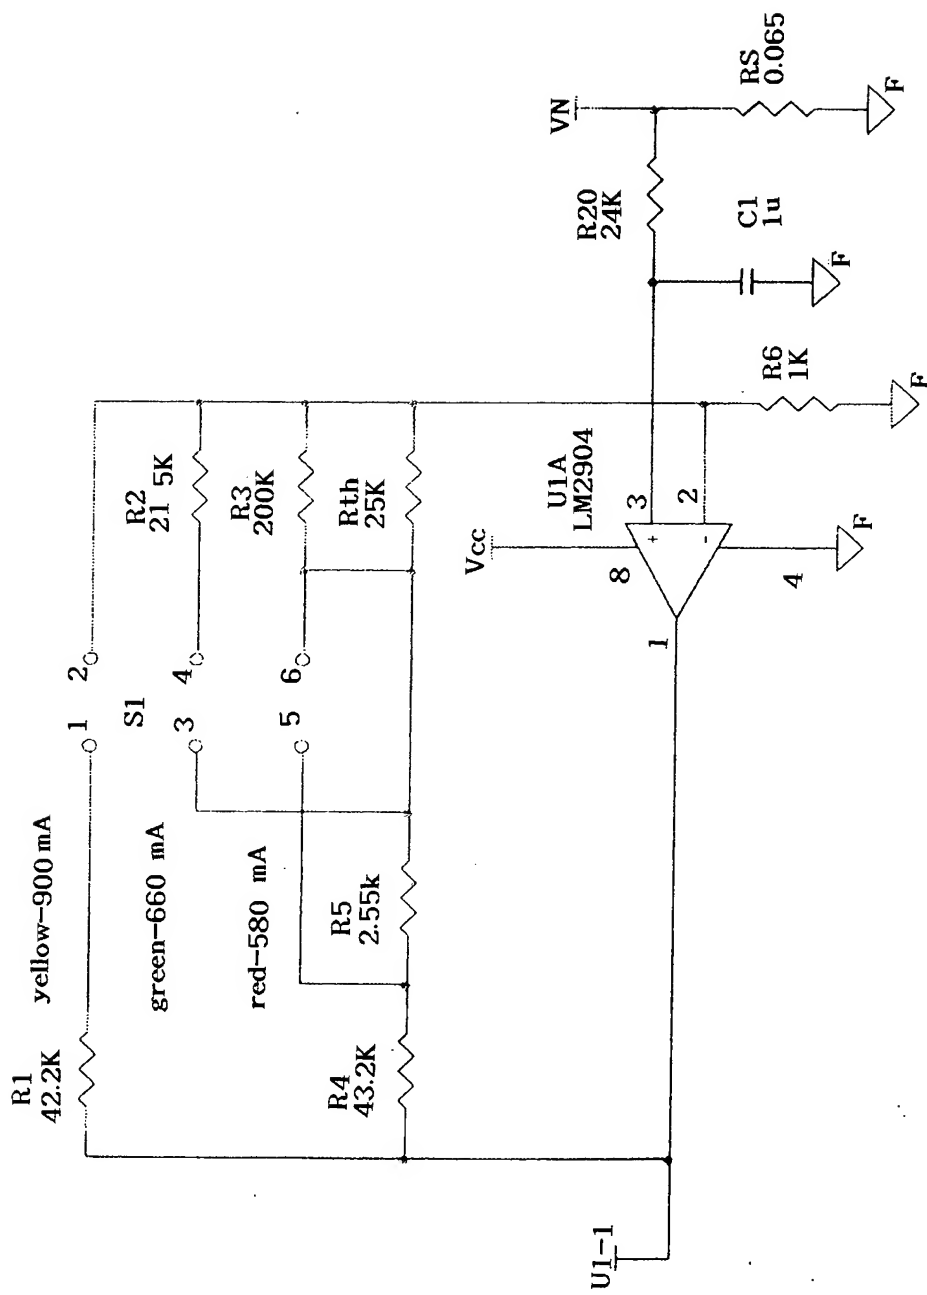 R1
42.2K
yellow-900 mA
1
2
S1
green-660 mA
3
4
R2
21 5K
red-580 mA
5
6
R3
200K
R4
43.2K
R5
2.55k
Rth
25K
U1-1
Vcc
8
1
U1A
LM2904
3
+
2
-
4
F
R6
1K
F
R20
24K
C1
1u
F
VN
RS
0.065
F